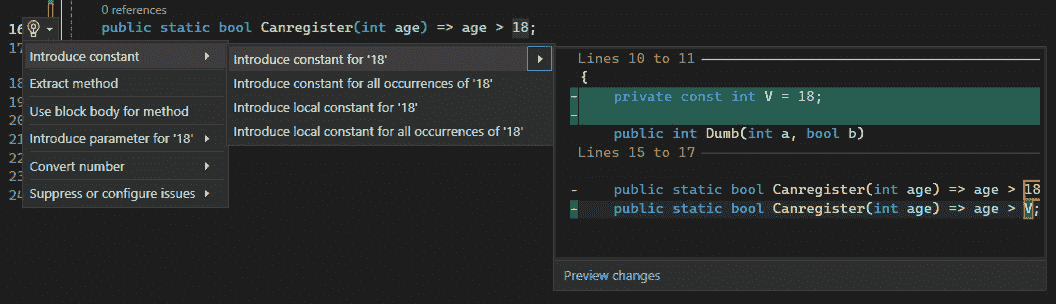 0 references
16 public static bool Canregister(int age) => age > 18;
17
18
19
20
21
22
23
24
Introduce constant
Extract method
Use block body for method
Introduce parameter for '18'
Convert number
Suppress or configure issues
Introduce constant for '18'
Introduce constant for all occurrences of '18'
Introduce local constant for '18'
Introduce local constant for all occurrences of '18'
Lines 10 to 11
{
private const int V = 18;
public int Dumb(int a, bool b)
Lines 15 to 17
- public static bool Canregister(int age) => age > 18
public static bool Canregister(int age) => age > V;
Preview changes